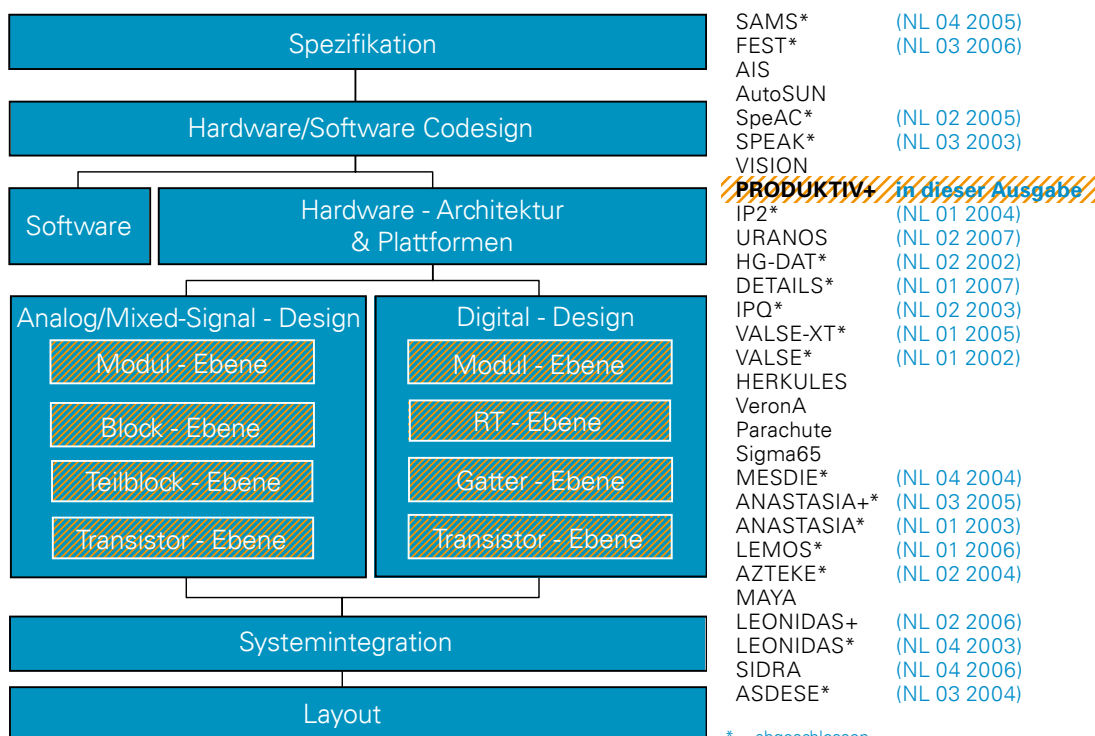 Spezifikation
Hardware/Software Codesign
Software
Hardware - Architektur
& Plattformen
Analog/Mixed-Signal - Design
Modul - Ebene
Block - Ebene
Teilblock - Ebene
Transistor - Ebene
Digital - Design
Modul - Ebene
RT - Ebene
Gatter - Ebene
Transistor - Ebene
Systemintegration
Layout
SAMS* (NL 04 2005)
FEST* (NL 03 2006)
AIS
AutoSUN
SpeAC* (NL 02 2005)
SPEAK* (NL 03 2003)
VISION
PRODUKTIV+ in dieser Ausgabe
IP2* (NL 01 2004)
URANOS (NL 02 2007)
HG-DAT* (NL 02 2002)
DETAILS* (NL 01 2007)
IPQ* (NL 02 2003)
VALSE-XT* (NL 01 2005)
VALSE* (NL 01 2002)
HERKULES
VeronA
Parachute
Sigma65
MESDIE* (NL 04 2004)
ANASTASIA+* (NL 03 2005)
ANASTASIA* (NL 01 2003)
LEMOS* (NL 01 2006)
AZTEKE* (NL 02 2004)
MAYA
LEONIDAS+ (NL 02 2006)
LEONIDAS* (NL 04 2003)
SIDRA (NL 04 2006)
ASDESE* (NL 03 2004)
* abgeschlossen